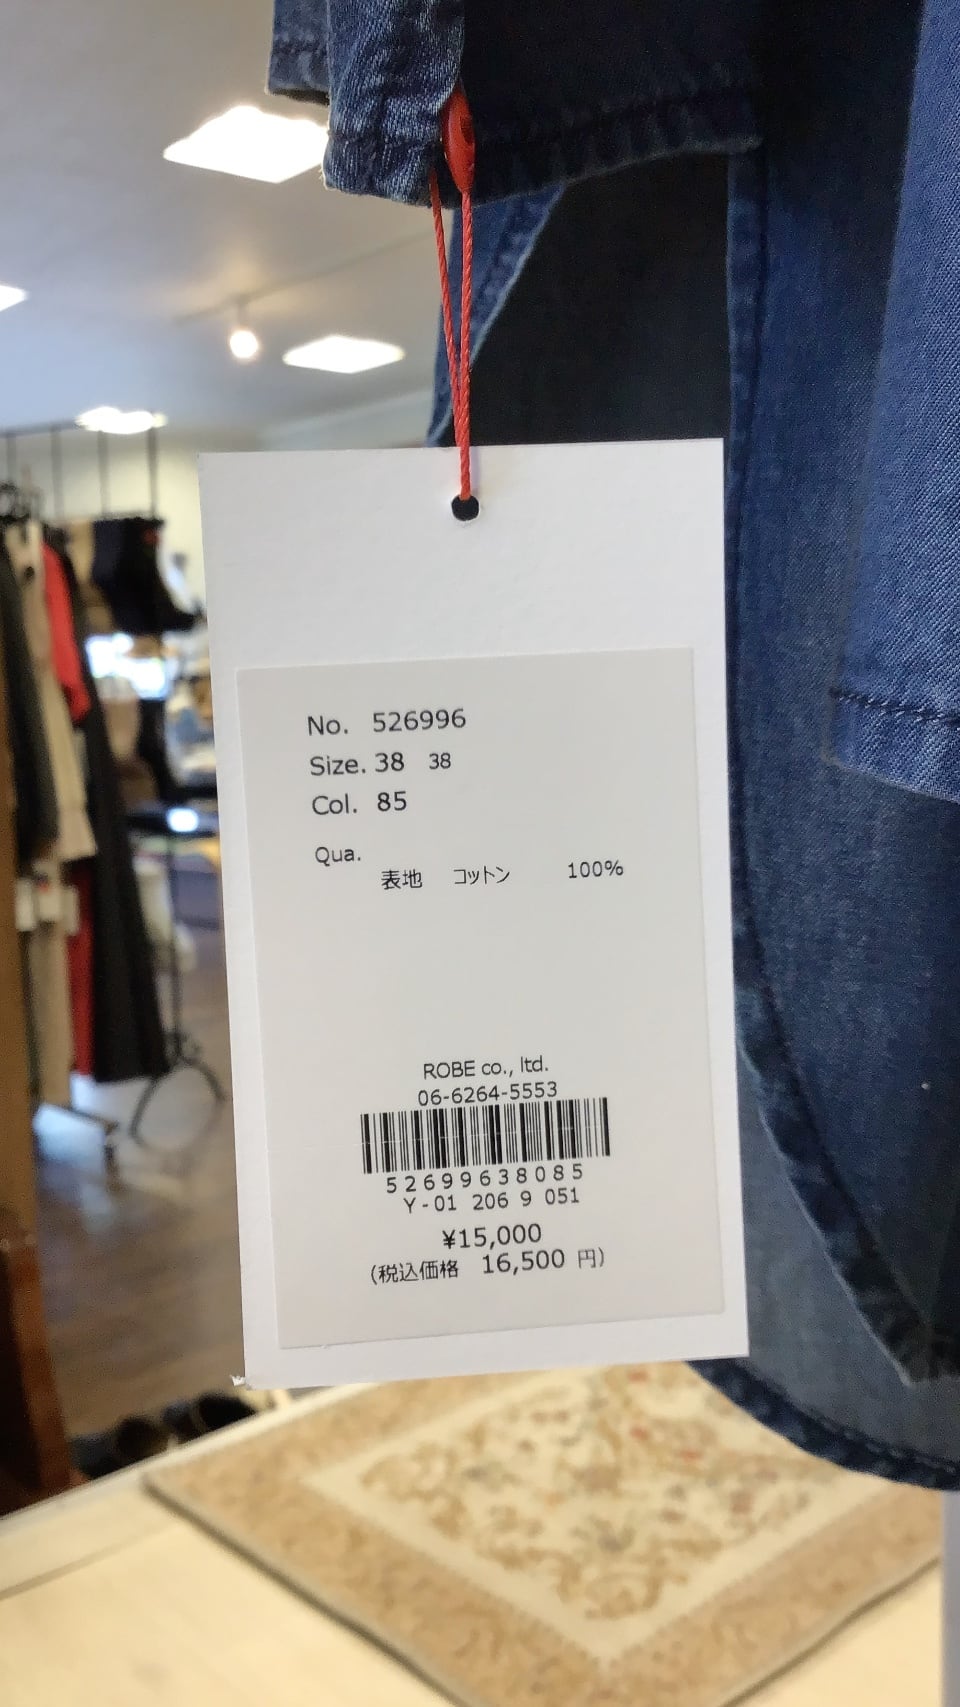 No. 526996
Size. 38 38
Col. 85
Qua.
表地 コットン 100%
ROBE co., ltd.
06-6264-5553
52699638085
Y-01 206 9 051
¥15,000
(税込価格 16,500 円)